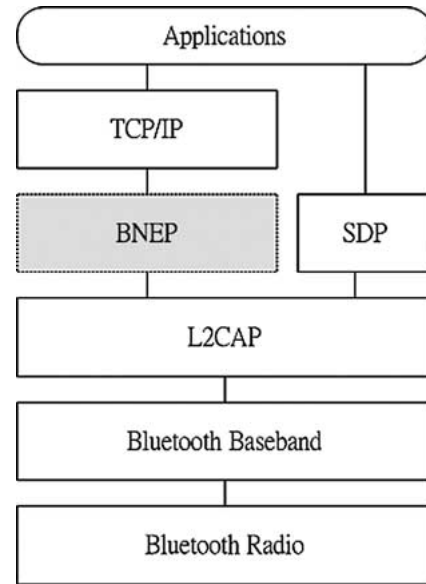 Applications
TCP/IP
BNEP
SDP
L2CAP
Bluetooth Baseband
Bluetooth Radio